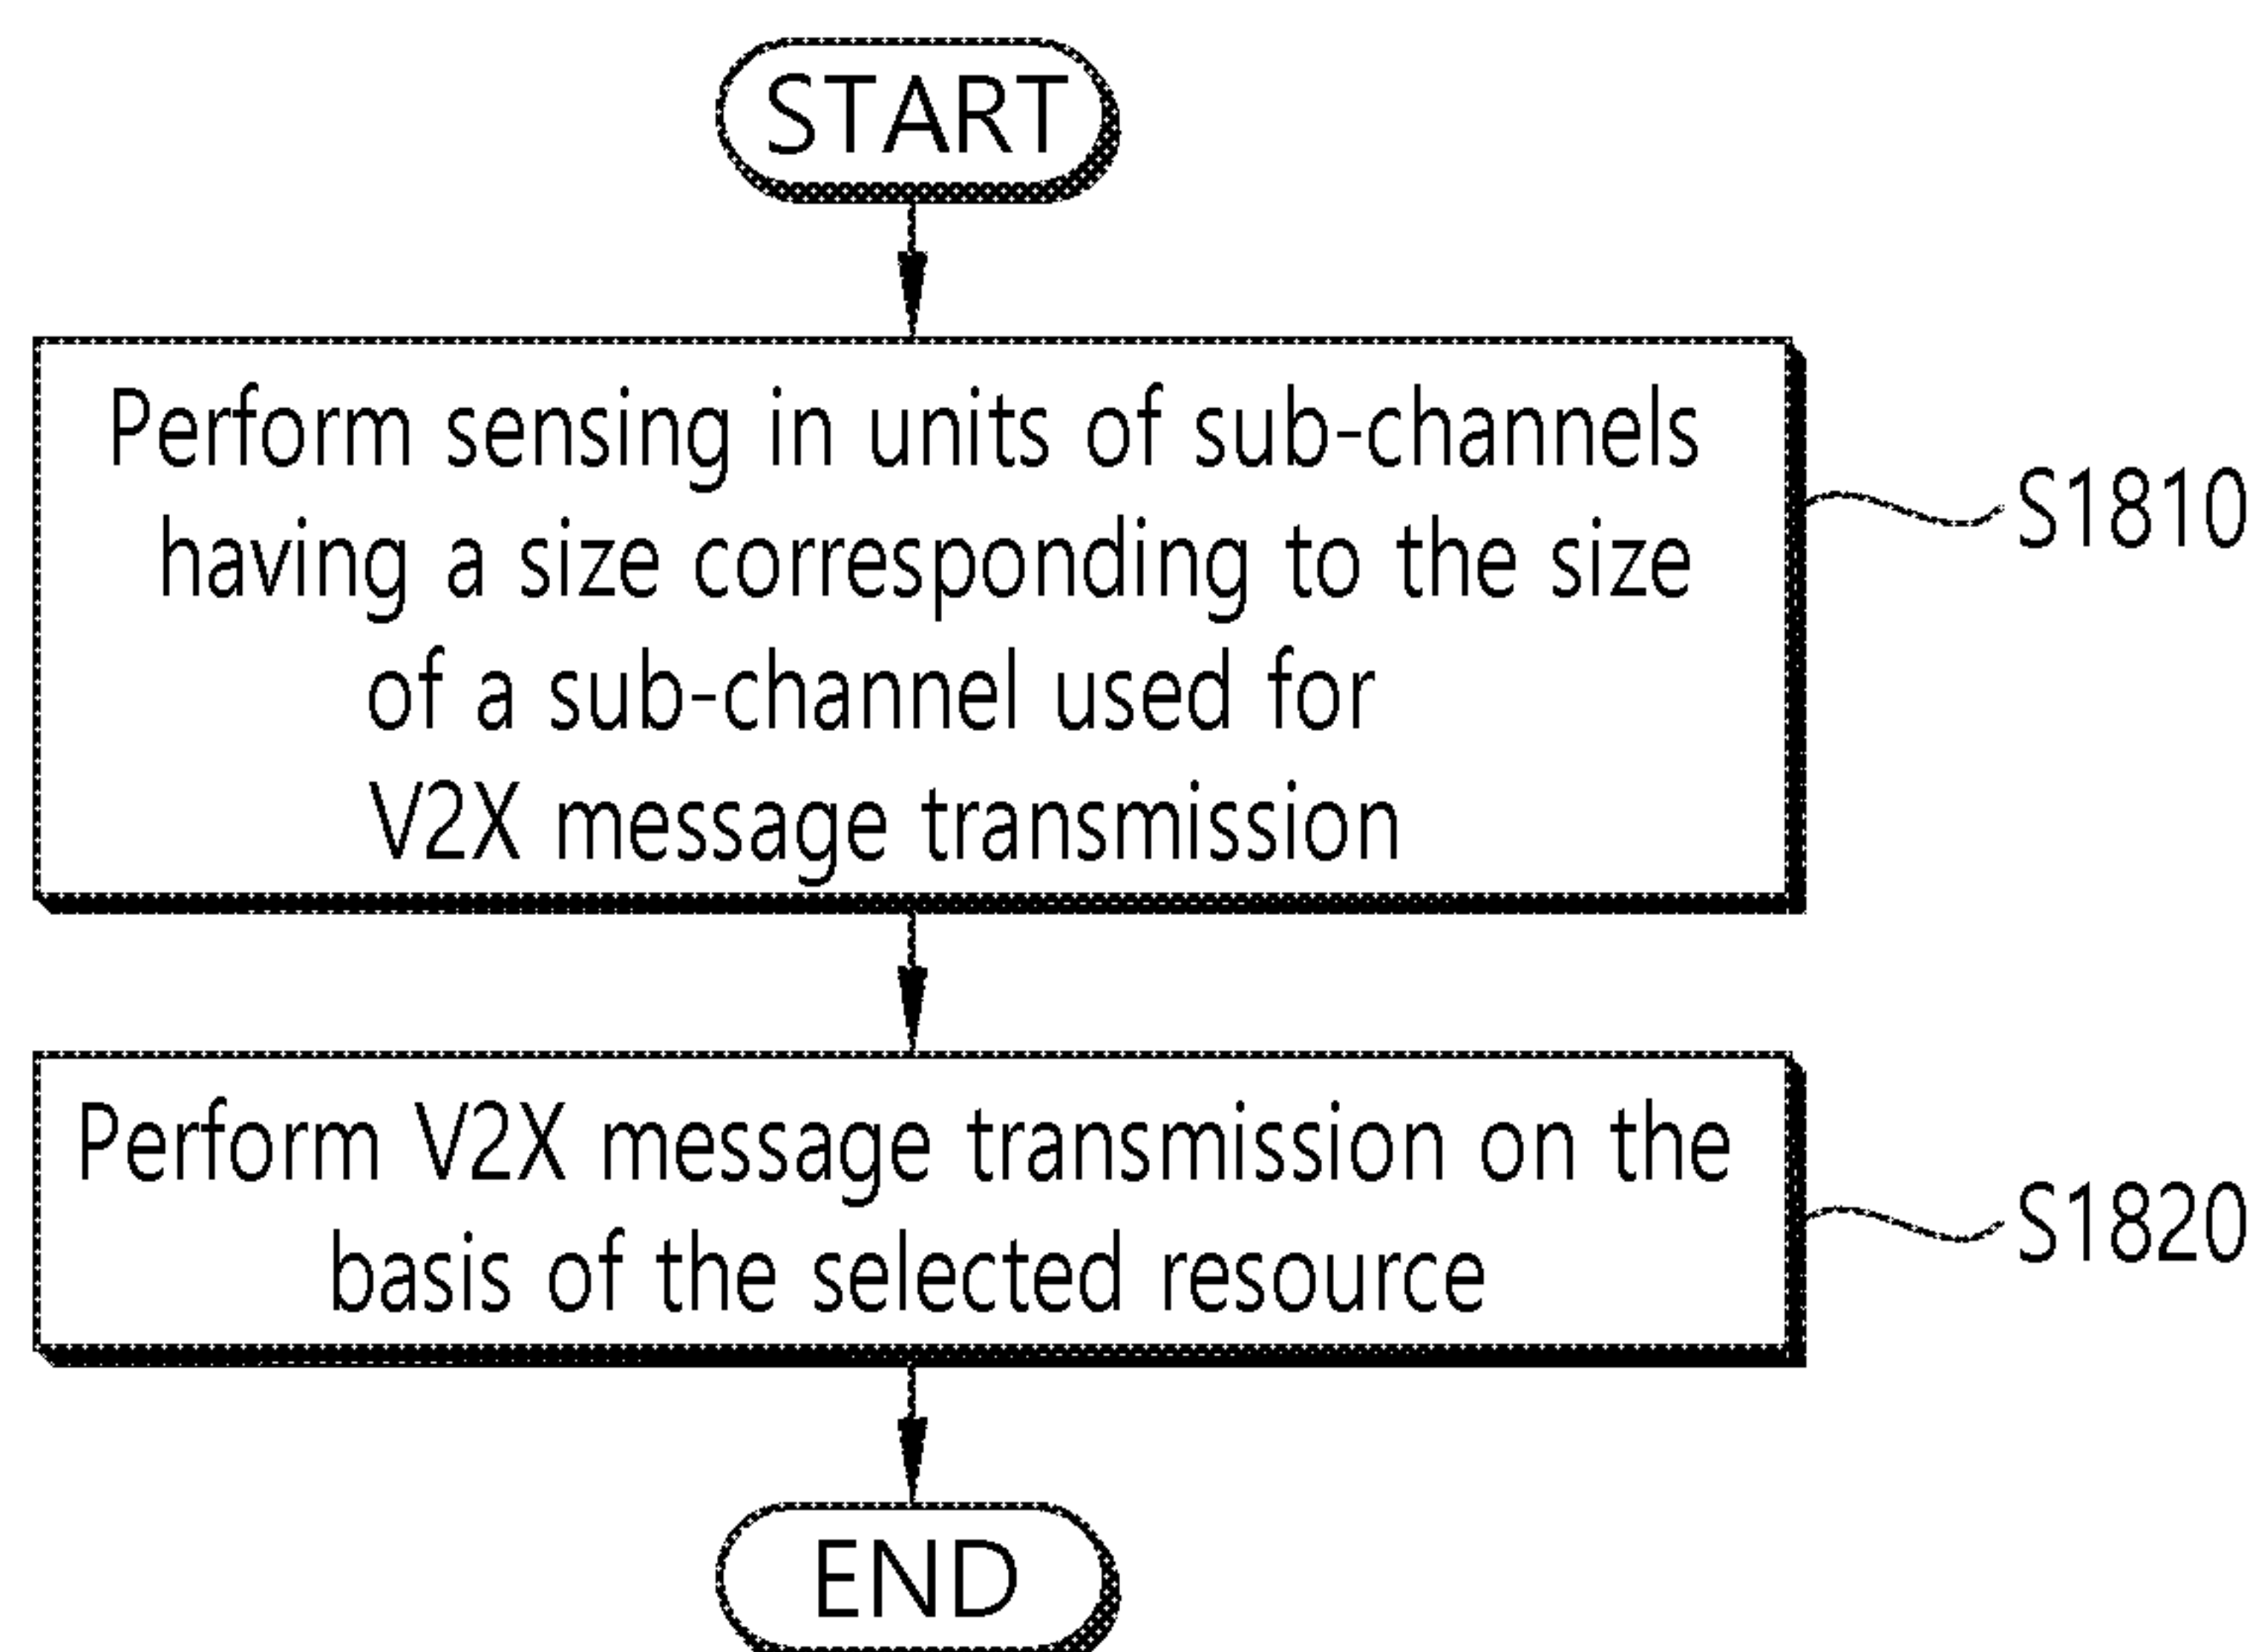 START
Perform sensing in units of sub-channels
having a size corresponding to the size
of a sub-channel used for
V2X message transmission
S1810
Perform V2X message transmission on the
basis of the selected resource
S1820
END